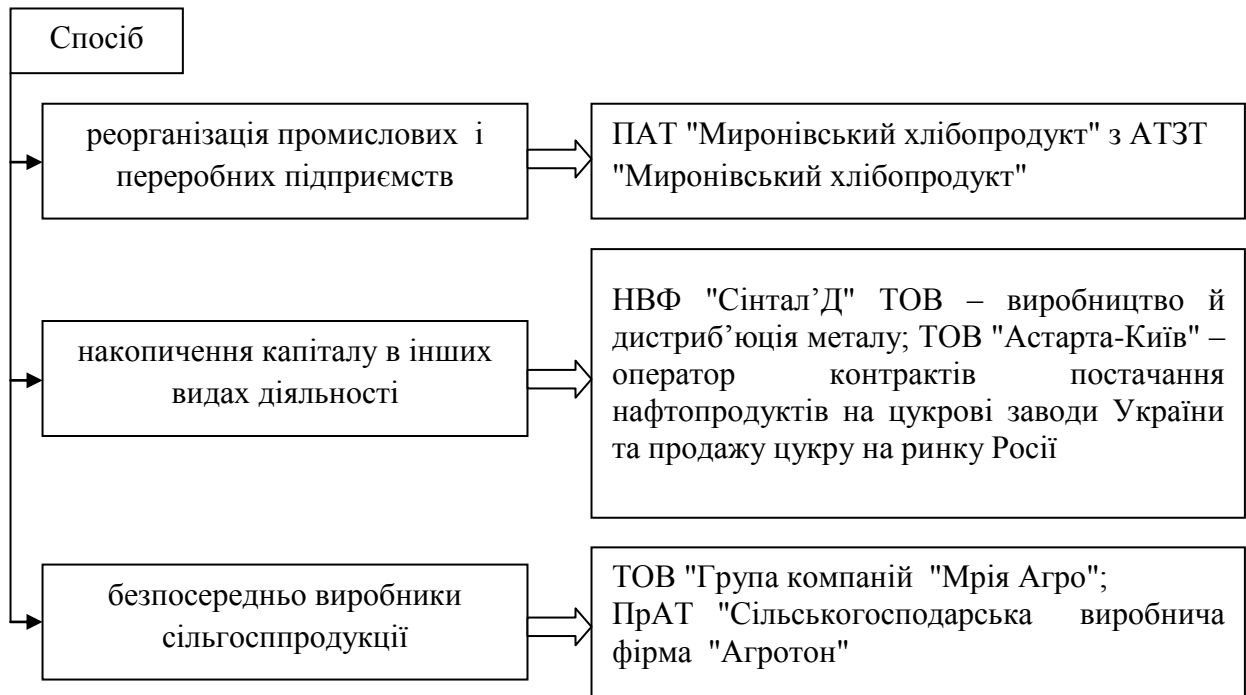 Спосіб
реорганізація промислових і
переробних підприємств
ПАТ "Миронівський хлібопродукт" з АТЗТ
"Миронівський хлібопродукт"
накопичення капіталу в інших
видах діяльності
НВФ "Сінтал’Д" ТОВ – виробництво й
дистриб’юція металу; ТОВ "Астарта-Київ" –
оператор контрактів постачання
нафтопродуктів на цукрові заводи України
та продажу цукру на ринку Росії
безпосередньо виробники
сільгосппродукції
ТОВ "Група компаній "Мрія Агро";
ПрАТ "Сільськогосподарська виробнича
фірма "Агротон"